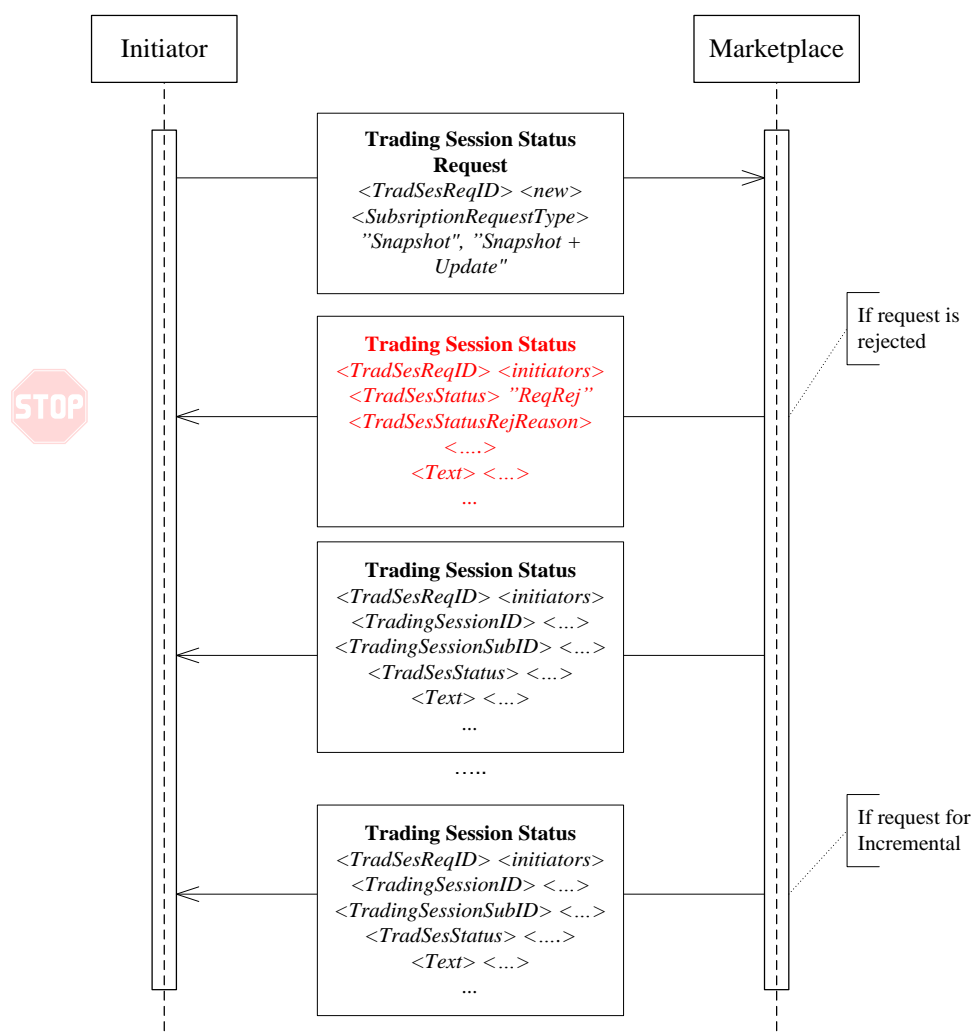 Initiator
Marketplace
Trading Session Status
Request
<TradSesReqID> <new>
<SubsriptionRequestType>
”Snapshot", ”Snapshot +
Update"
If request is
rejected
Trading Session Status
<TradSesReqID> <initiators>
<TradSesStatus> ”ReqRej”
<TradSesStatusRejReason>
<….>
<Text> <…>
...
STOP
Trading Session Status
<TradSesReqID> <initiators>
<TradingSessionID> <…>
<TradingSessionSubID> <…>
<TradSesStatus> <…>
<Text> <…>
...
…..
If request for
Incremental
Trading Session Status
<TradSesReqID> <initiators>
<TradingSessionID> <…>
<TradingSessionSubID> <…>
<TradSesStatus> <….>
<Text> <…>
...